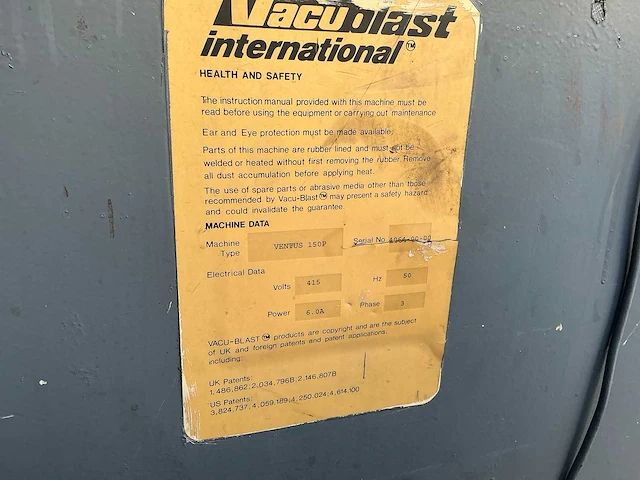 Vacublast
international™
HEALTH AND SAFETY
The instruction manual provided with this machine must be
read before using the equipment or carrying out maintenance
Ear and Eye protection must be made available.
Parts of this machine are rubber lined and must not be
welded or heated without first removing the rubber. Remove
all dust accumulation before applying heat.
The use of spare parts or abrasive media other than those
recommended by Vacu-Blast™ may present a safety hazard
and could invalidate the guarantee.
MACHINE DATA
Machine Type VENTUS 150P Serial No.
Electrical Data
Volts 415 Hz 50
Power 6.0A Phase 3
VACU-BLAST™ products are copyright and are the subject
of UK and foreign patents and patent applications.
including:
UK Patents:
1,486,862; 2,034,796B; 2,146,807B
US Patents:
3,824,737; 4,059,189; 4,250,024; 4,614,100